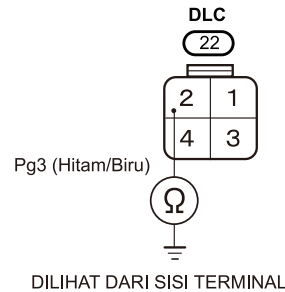 DLC
22
2 1
4 3
Pg3 (Hitam/Biru)
Ω
DILIHAT DARI SISI TERMINAL